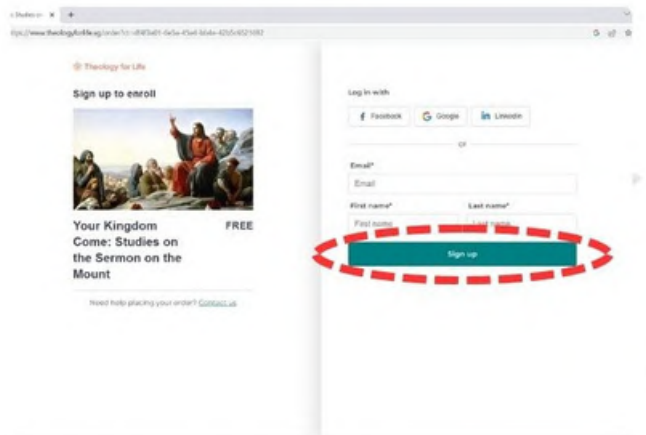 Theology for Life
Sign up to enroll
Your Kingdom
Come: Studies on
the Sermon on the
Mount
FREE
Need help placing your order? Contact us
Log in with
Facebook
Google
LinkedIn
or
Email*
Email
First name*
Last name*
First name
Last name
Sign up